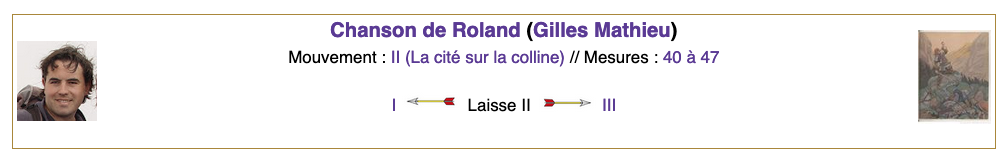 Chanson de Roland (Gilles Mathieu)
Mouvement : II (La cité sur la colline) // Mesures : 40 à 47
I Laisse II III